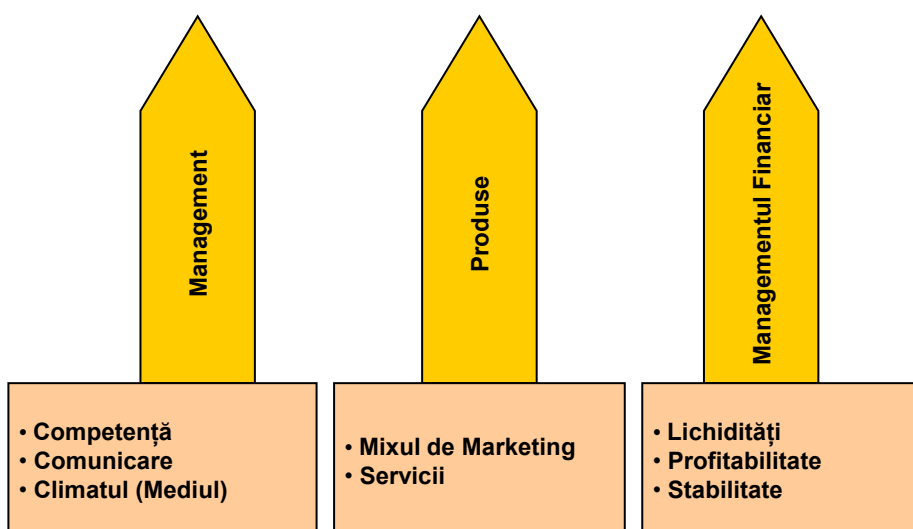 Management
Produse
Managementul Financiar
• Competență
• Comunicare
• Climatul (Mediul)
• Mixul de Marketing
• Servicii
• Lichidități
• Profitabilitate
• Stabilitate